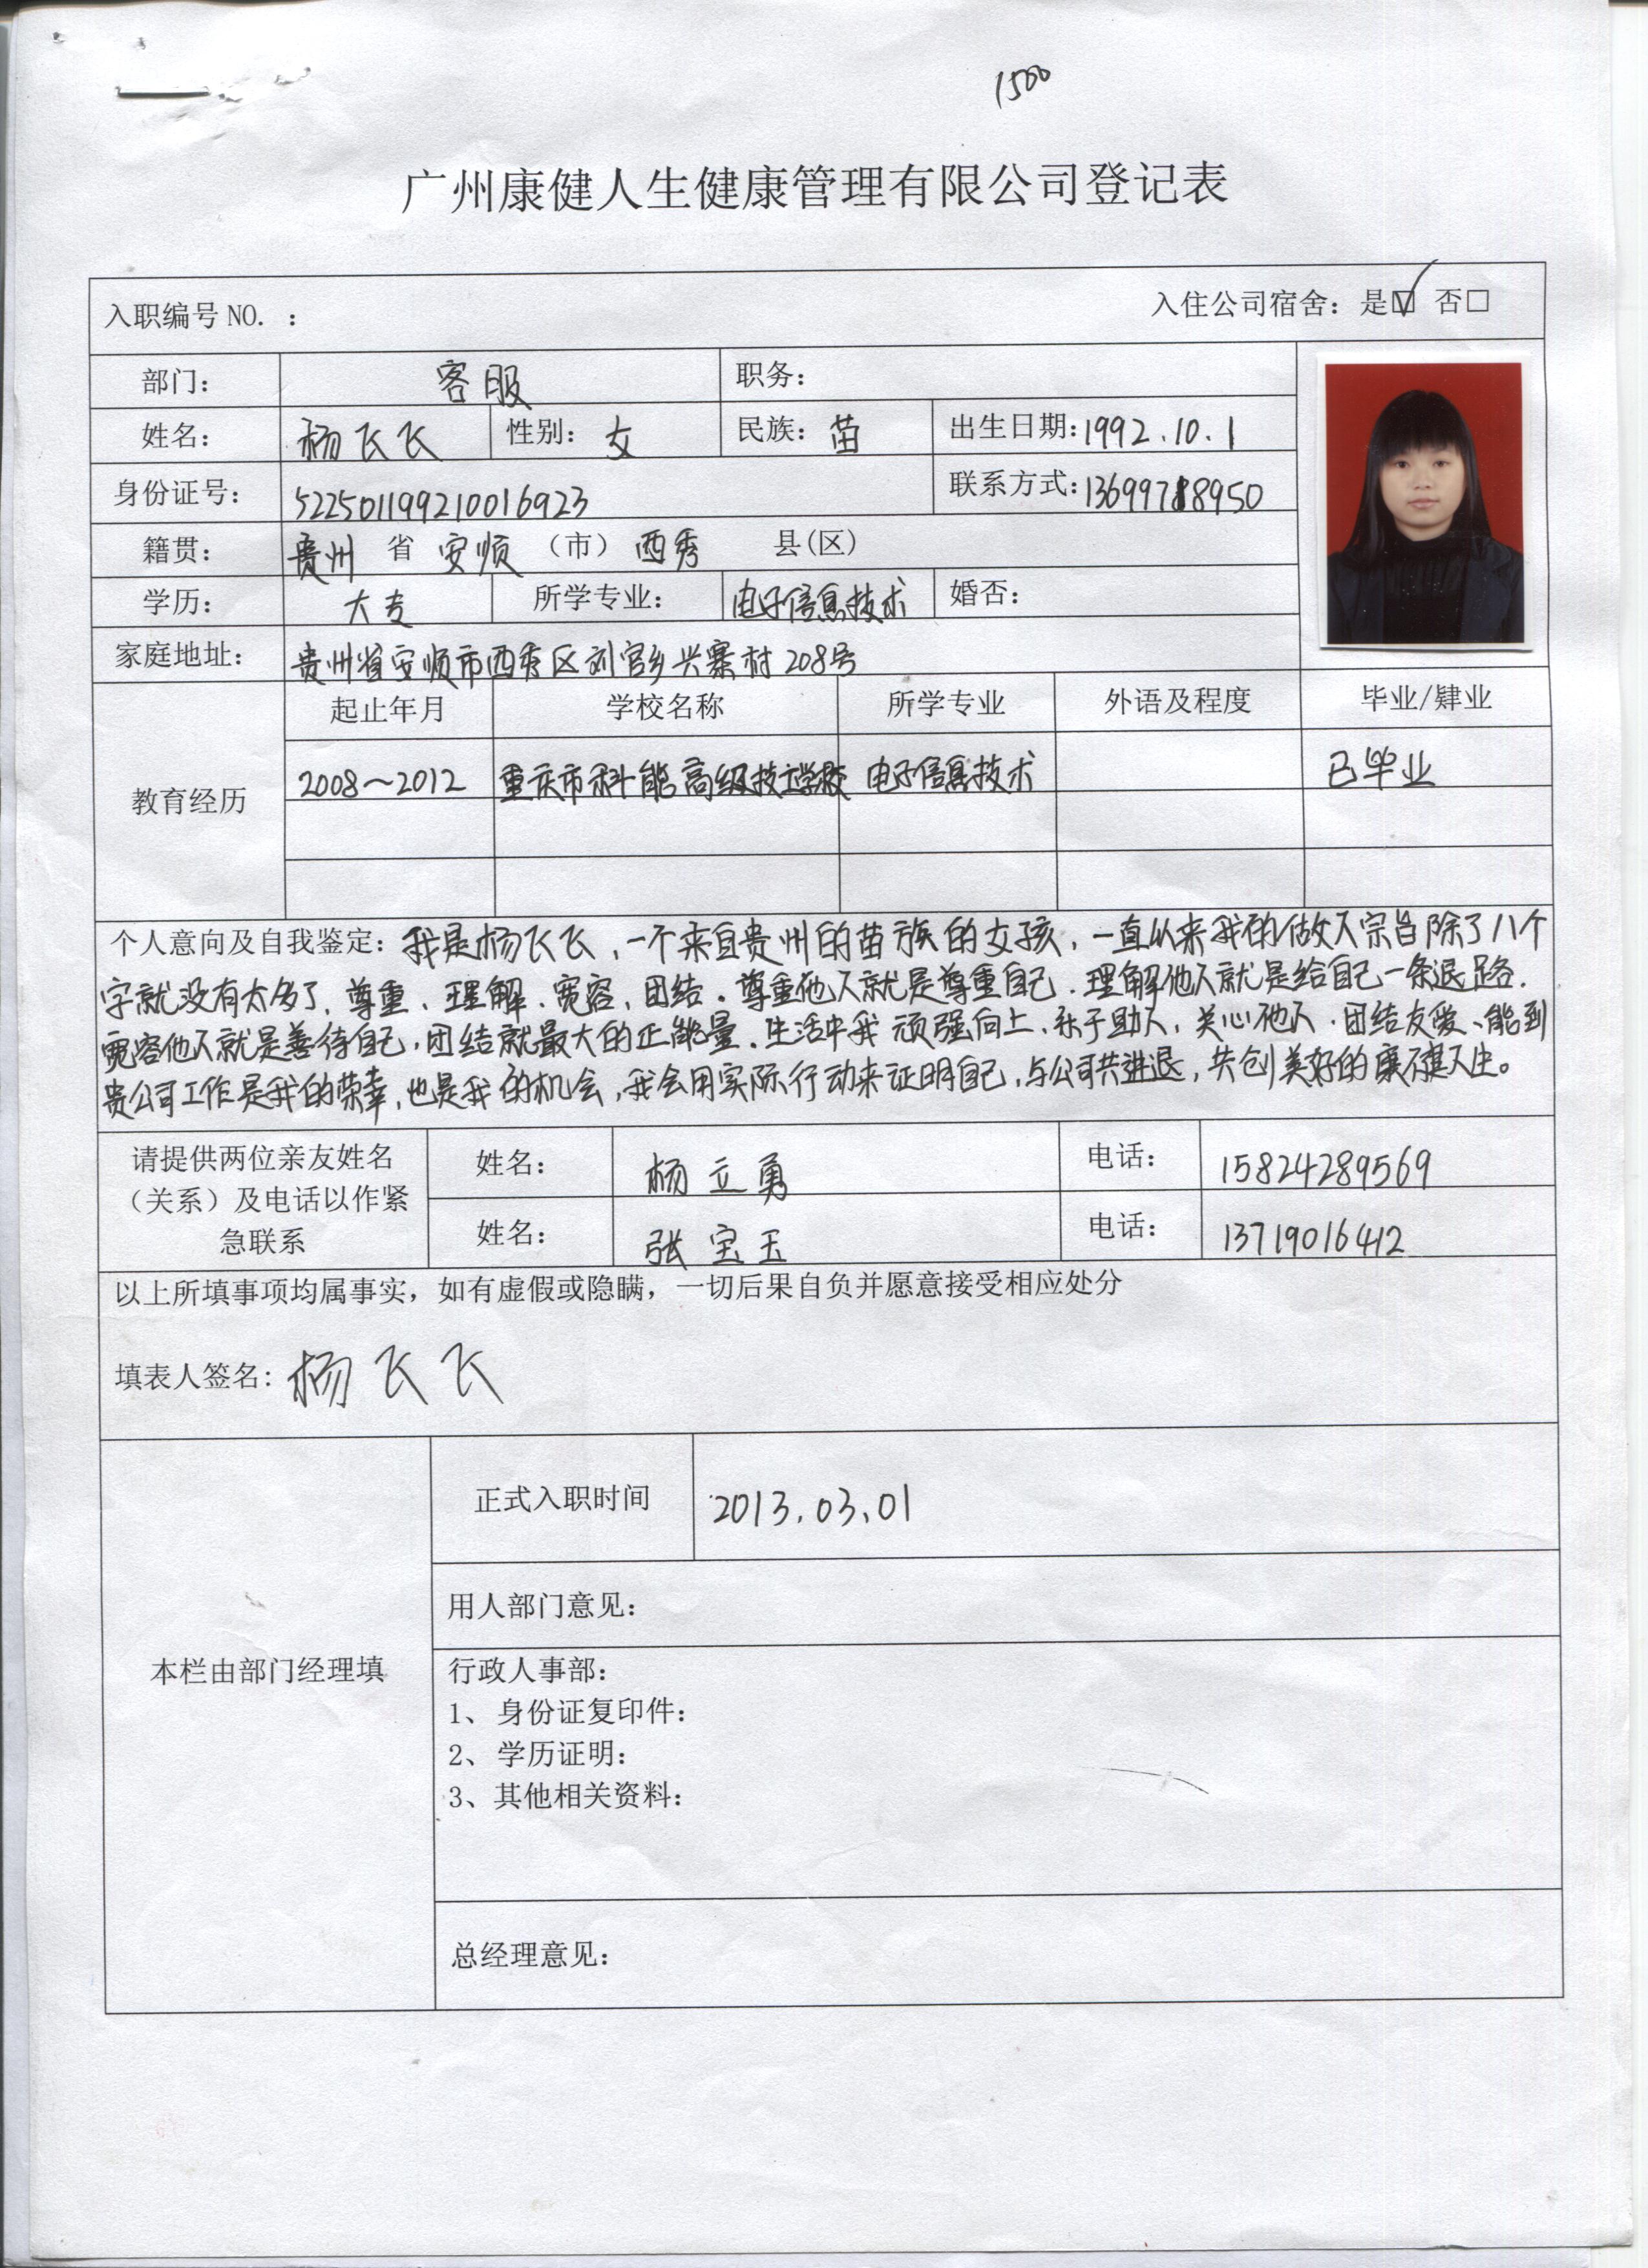 1500
广州康健人生健康管理有限公司登记表
入职编号 NO. ： 入住公司宿舍：是☑ 否□
部门： 客服 职务：
姓名： 杨飞飞 性别： 女 民族： 苗 出生日期：1992.10.1
身份证号： 522501199210016923 联系方式：13699788950
籍贯： 贵州 省 安顺 （市） 西秀 县(区)
学历： 大专 所学专业： 电子信息技术 婚否：
家庭地址： 贵州省安顺市西秀区刘官乡兴寨村208号
教育经历
起止年月 学校名称 所学专业 外语及程度 毕业/肄业
2008~2012 重庆市科能高级技工学校 电子信息技术 已毕业
个人意向及自我鉴定：我是杨飞飞，一个来自贵州的苗族的女孩，一直以来我的做人宗旨除了八个
字就没有太多了，尊重、理解、宽容、团结。尊重他人就是尊重自己，理解他人就是给自己一条退路，
宽容他人就是善待自己，团结就最大的正能量。生活中我顽强向上、乐于助人，关心他人，团结友爱、能到
贵公司工作是我的荣幸，也是我的机会，我会用实际行动来证明自己，与公司共进退，共创美好的康健人生。
请提供两位亲友姓名
（关系）及电话以作紧
急联系
姓名： 杨立勇 电话： 15824289569
姓名： 张宝玉 电话： 13719016412
以上所填事项均属事实，如有虚假或隐瞒，一切后果自负并愿意接受相应处分
填表人签名: 杨飞飞
本栏由部门经理填
正式入职时间 2013.03.01
用人部门意见：
行政人事部：
1、身份证复印件：
2、学历证明：
3、其他相关资料：
总经理意见：